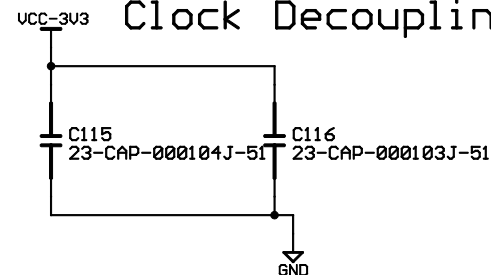 Clock Decouplin
VCC-3V3
C115
23-CAP-000104J-51
C116
23-CAP-000103J-51
GND